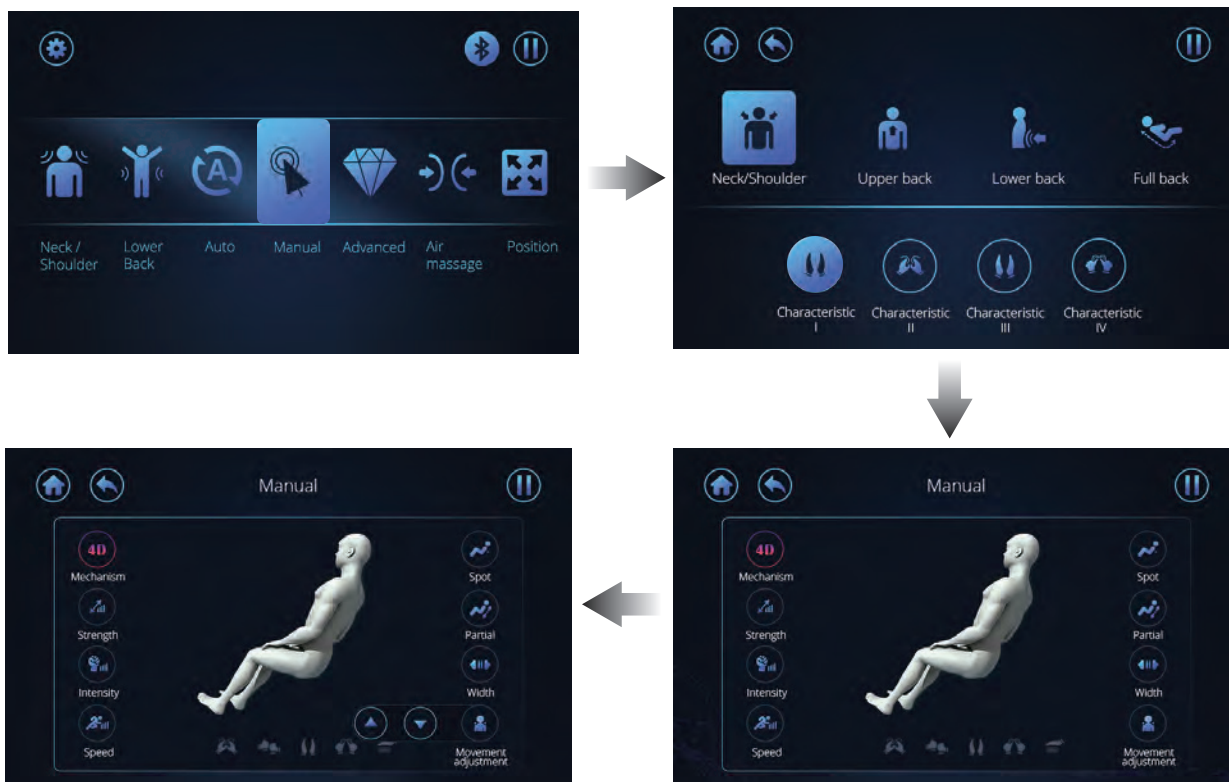 A
Neck /
Shoulder
Lower
Back
Auto
Manual
Advanced
Air
massage
Position
Neck/Shoulder
Upper back
Lower back
Full back
Characteristic
I
Characteristic
II
Characteristic
III
Characteristic
IV
Manual
4D
Mechanism
Strength
Intensity
Speed
Spot
Partial
Width
Movement
adjustment
Manual
4D
Mechanism
Strength
Intensity
Speed
Spot
Partial
Width
Movement
adjustment